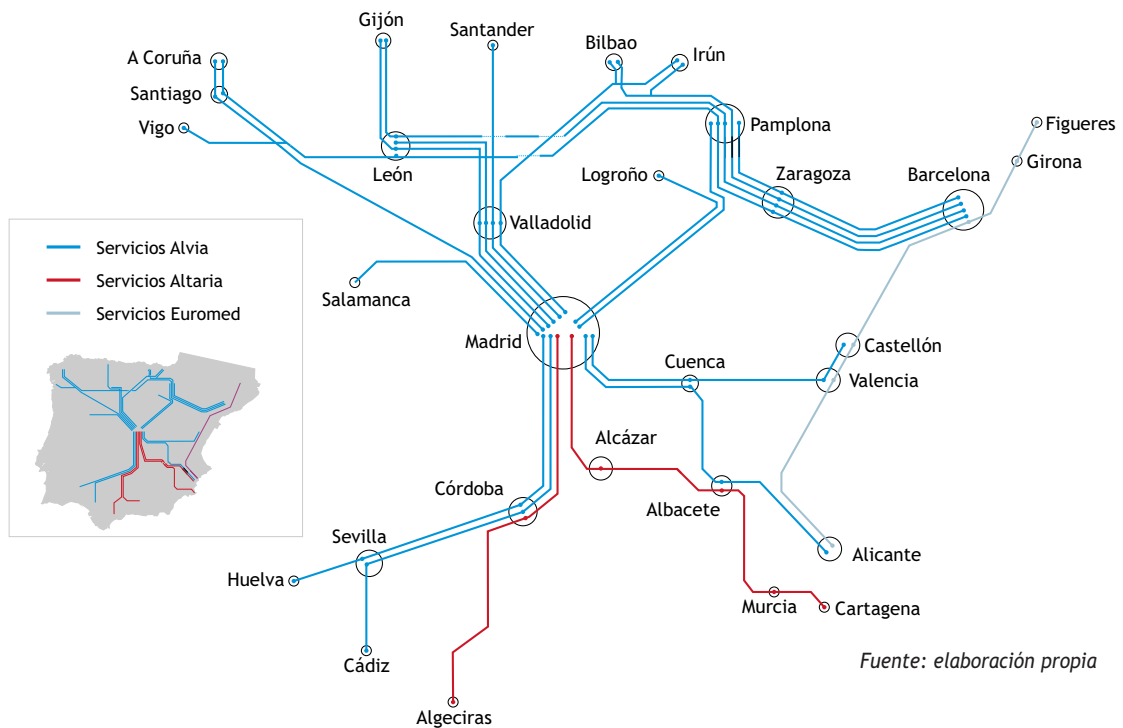 Gijón
Santander
Bilbao
Irún
A Coruña
Santiago
Vigo
León
Pamplona
Figueres
Girona
Logroño
Zaragoza
Barcelona
Valladolid
Servicios Alvia
Servicios Altaria
Servicios Euromed
Salamanca
Madrid
Cuenca
Castellón
Valencia
Alcázar
Córdoba
Albacete
Sevilla
Alicante
Huelva
Murcia
Cartagena
Cádiz
Algeciras
Fuente: elaboración propia